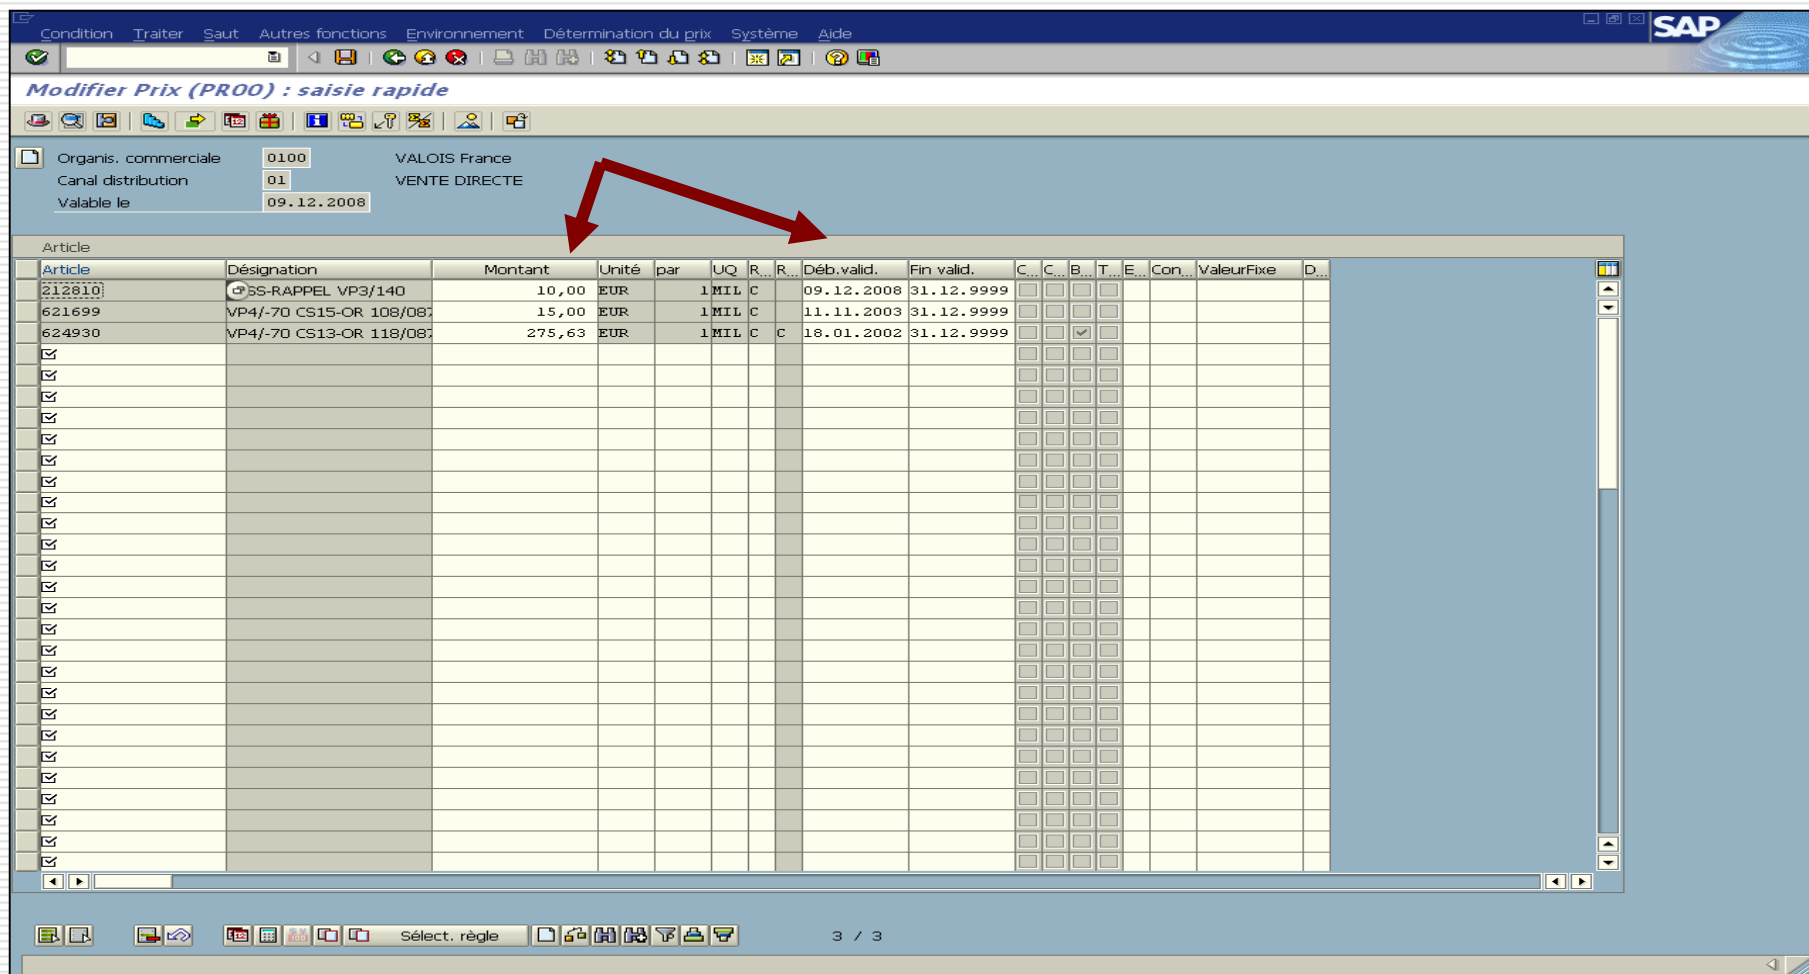 Condition Traiter Saut Autres fonctions Environnement Détermination du prix Système Aide
SAP
Modifier Prix (PR00) : saisie rapide
Organis. commerciale 0100 VALOIS France
Canal distribution 01 VENTE DIRECTE
Valable le 09.12.2008
Article
Article Désignation Montant Unité par UQ R... R... Déb.valid. Fin valid. C... C... B... T... E... Con... ValeurFixe D...
212810 SS-RAPPEL VP3/140 10,00 EUR 1 MIL C 09.12.2008 31.12.9999
621699 VP4/-70 CS15-OR 108/087 15,00 EUR 1 MIL C 11.11.2003 31.12.9999
624930 VP4/-70 CS13-OR 118/087 275,63 EUR 1 MIL C C 18.01.2002 31.12.9999
Sélect. règle 3 / 3